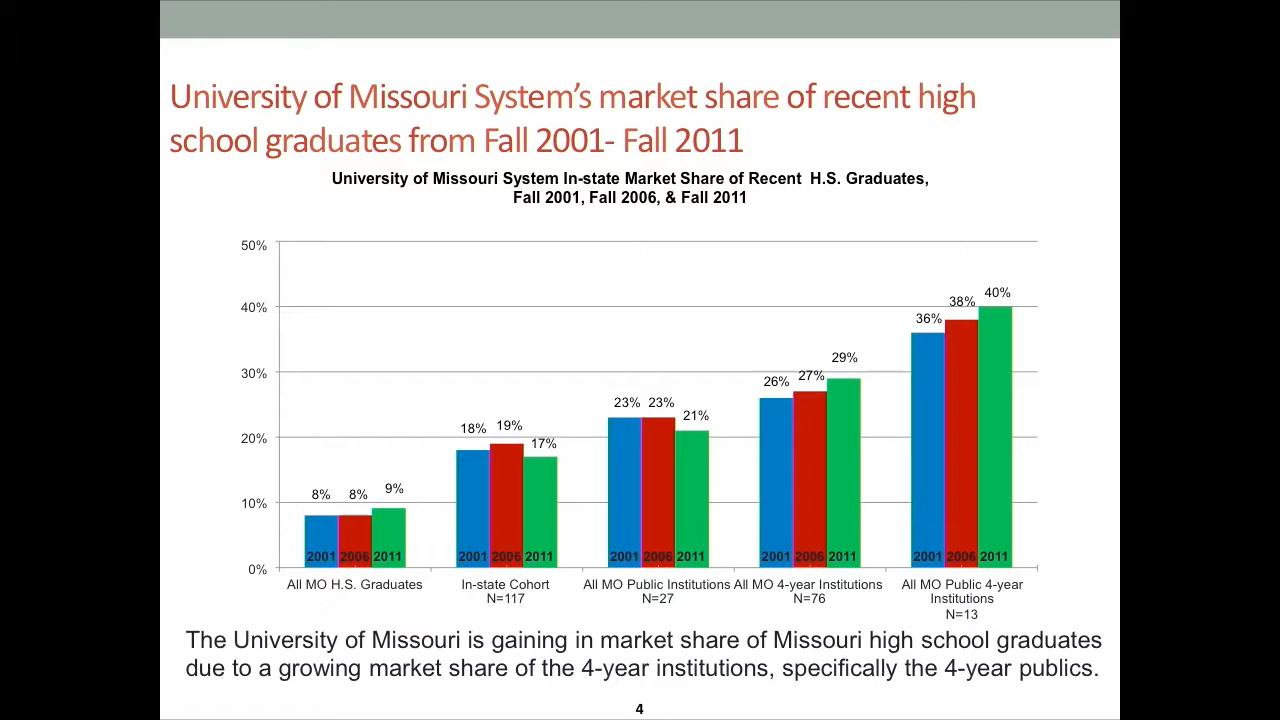 University of Missouri System's market share of recent high
school graduates from Fall 2001- Fall 2011
University of Missouri System In-state Market Share of Recent H.S. Graduates,
Fall 2001, Fall 2006, & Fall 2011
50%
40%
30%
20%
10%
0%
8% 8% 9%
18% 19% 17%
23% 23% 21%
26% 27% 29%
36% 38% 40%
2001 2006 2011
2001 2006 2011
2001 2006 2011
2001 2006 2011
2001 2006 2011
All MO H.S. Graduates
In-state Cohort
N=117
All MO Public Institutions
N=27
All MO 4-year Institutions
N=76
All MO Public 4-year
Institutions
N=13
The University of Missouri is gaining in market share of Missouri high school graduates
due to a growing market share of the 4-year institutions, specifically the 4-year publics.
4